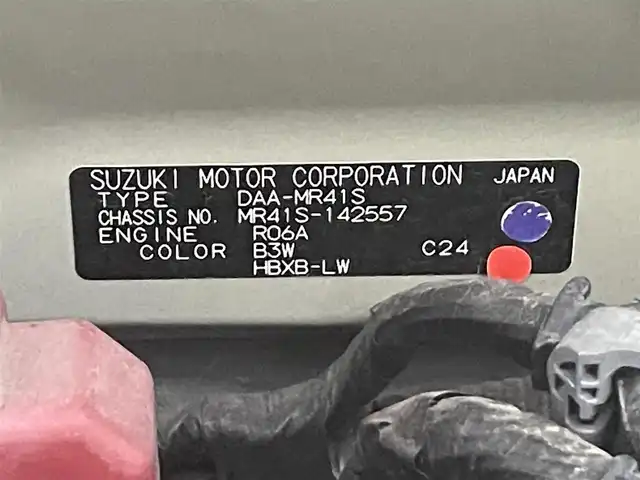 SUZUKI MOTOR CORPORATION JAPAN
TYPE DAA-MR41S
CHASSIS NO. MR41S-142557
ENGINE R06A
COLOR B3W C24
HBXB-LW